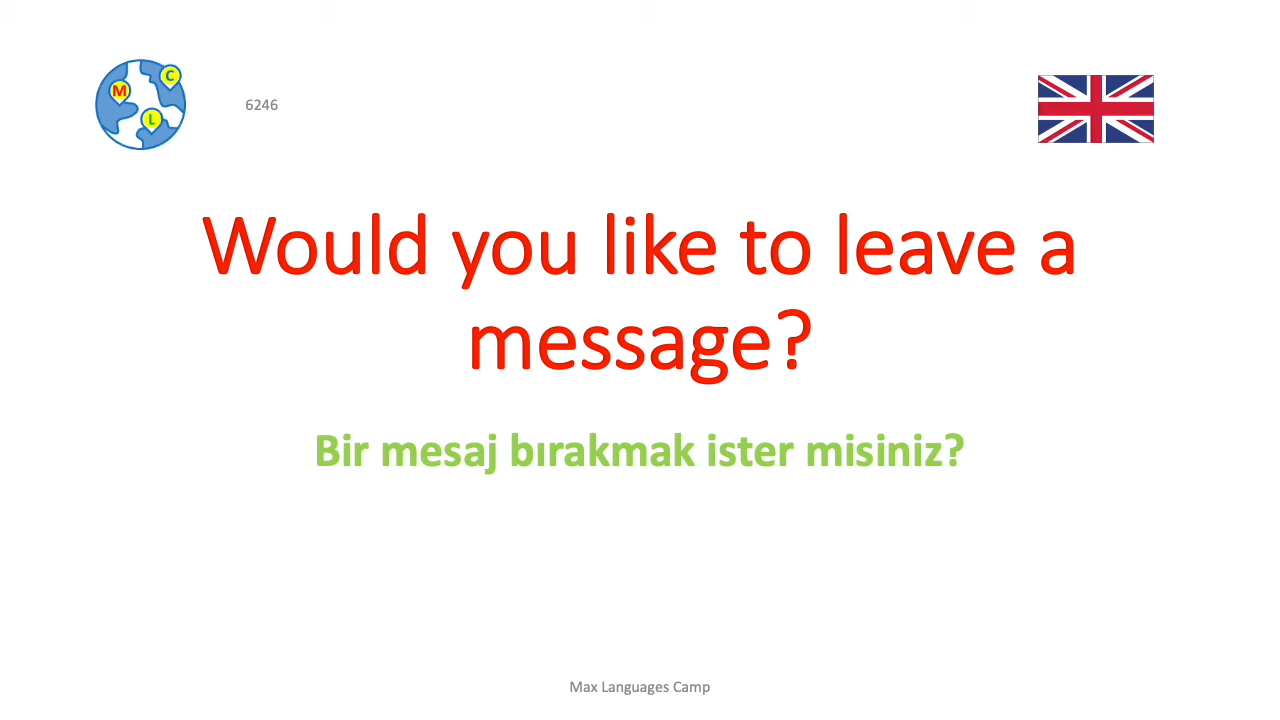 M
C
L
6246
Would you like to leave a
message?
Bir mesaj bırakmak ister misiniz?
Max Languages Camp